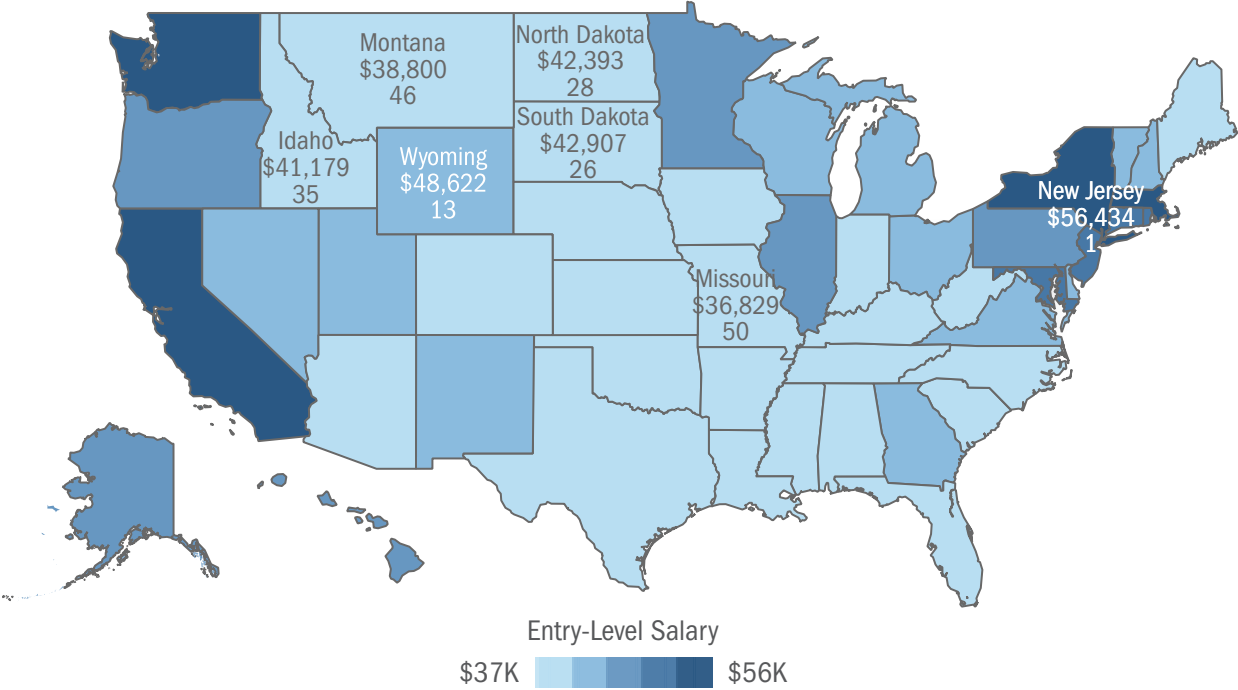 Montana
$38,800
46
North Dakota
$42,393
28
South Dakota
$42,907
26
Idaho
$41,179
35
Wyoming
$48,622
13
New Jersey
$56,434
1
Missouri
$36,829
50
Entry-Level Salary
$37K
$56K